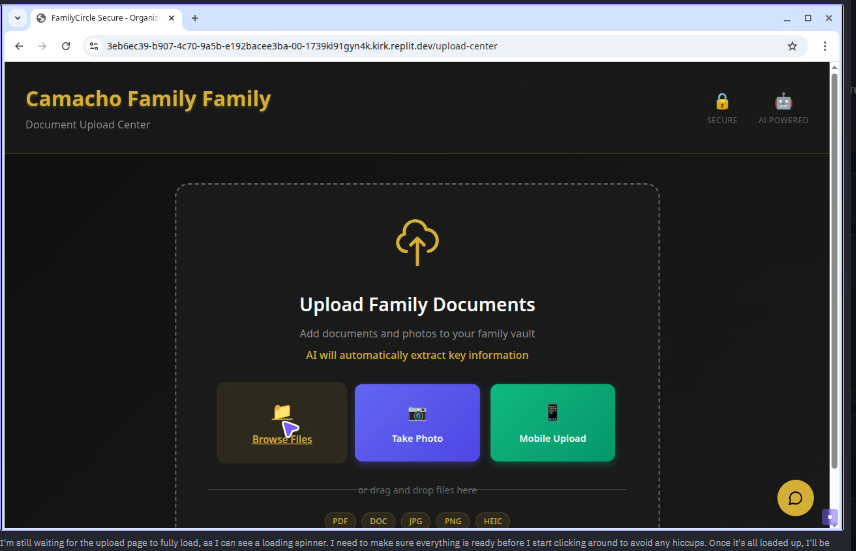 FamilyCircle Secure - Organiz
3eb6ec39-b907-4c70-9a5b-e192bacee3ba-00-1739ki91gyn4k.kirk.replit.dev/upload-center
Camacho Family Family
Document Upload Center
SECURE
AI POWERED
Upload Family Documents
Add documents and photos to your family vault
AI will automatically extract key information
Browse Files
Take Photo
Mobile Upload
or drag and drop files here
PDF
DOC
JPG
PNG
HEIC
I'm still waiting for the upload page to fully load, as I can see a loading spinner. I need to make sure everything is ready before I start clicking around to avoid any hiccups. Once it's all loaded up, I'll be